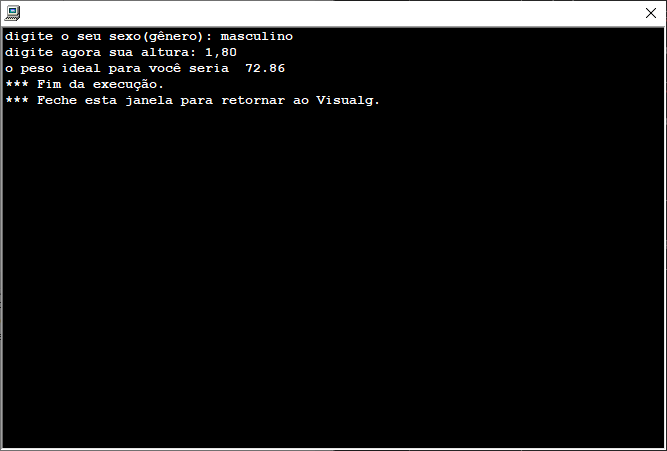 digite o seu sexo(gênero): masculino
digite agora sua altura: 1,80
o peso ideal para você seria  72.86
*** Fim da execução.
*** Feche esta janela para retornar ao Visualg.